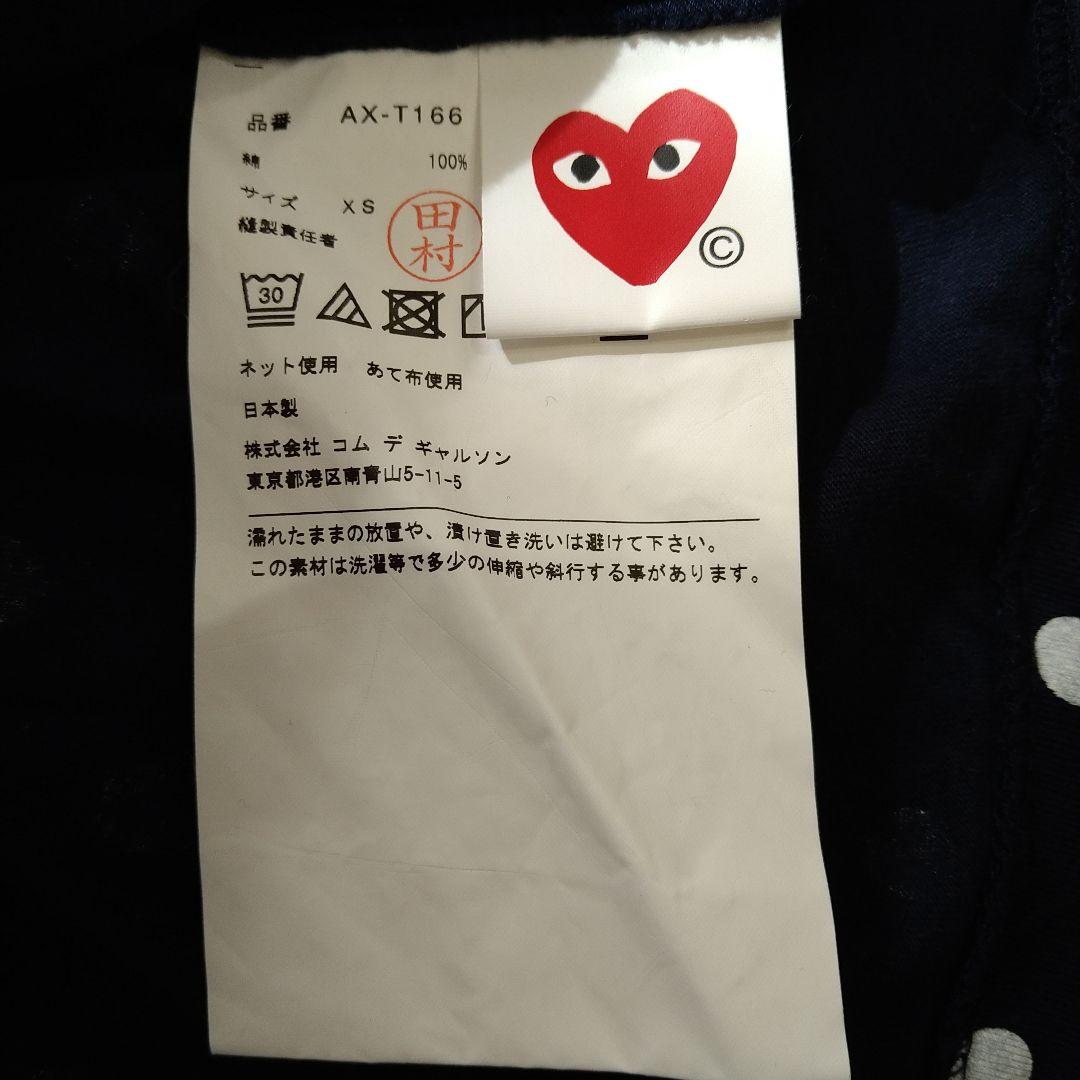 品番 AX-T166
綿 100%
サイズ XS
縫製責任者 田村
30
ネット使用 あて布使用
日本製
株式会社 コム デ ギャルソン
東京都港区南青山5-11-5
濡れたままの放置や、漬け置き洗いは避けて下さい。
この素材は洗濯等で多少の伸縮や斜行する事があります。
©